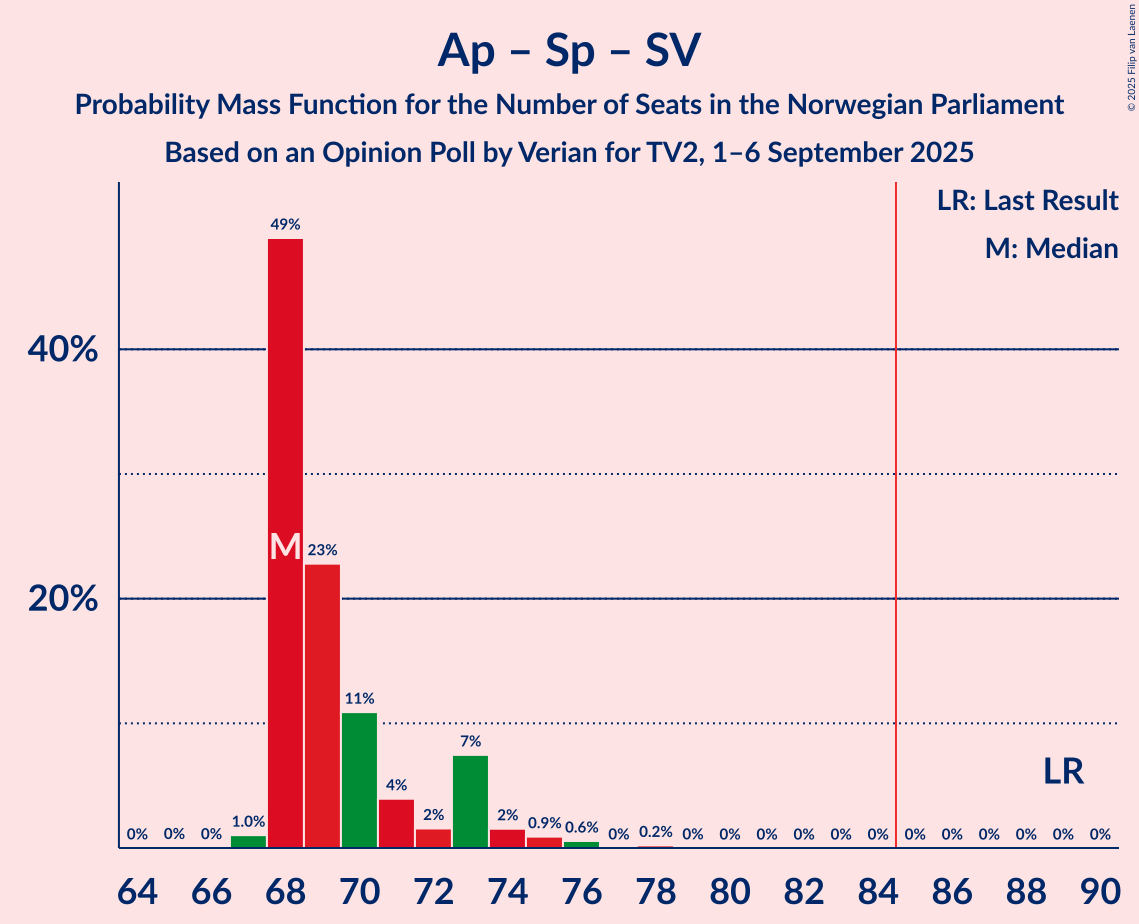 Ap – Sp – SV
Probability Mass Function for the Number of Seats in the Norwegian Parliament
Based on an Opinion Poll by Verian for TV2, 1–6 September 2025
© 2025 Filip van Laenen
LR: Last Result
M: Median
49%
40%
M
23%
20%
11%
7%
LR
4%
0% 0% 0% 1.0% 2% 2% 0.9% 0.6% 0% 0.2% 0% 0% 0% 0% 0% 0% 0% 0% 0% 0% 0% 0%
64 66 68 70 72 74 76 78 80 82 84 86 88 90